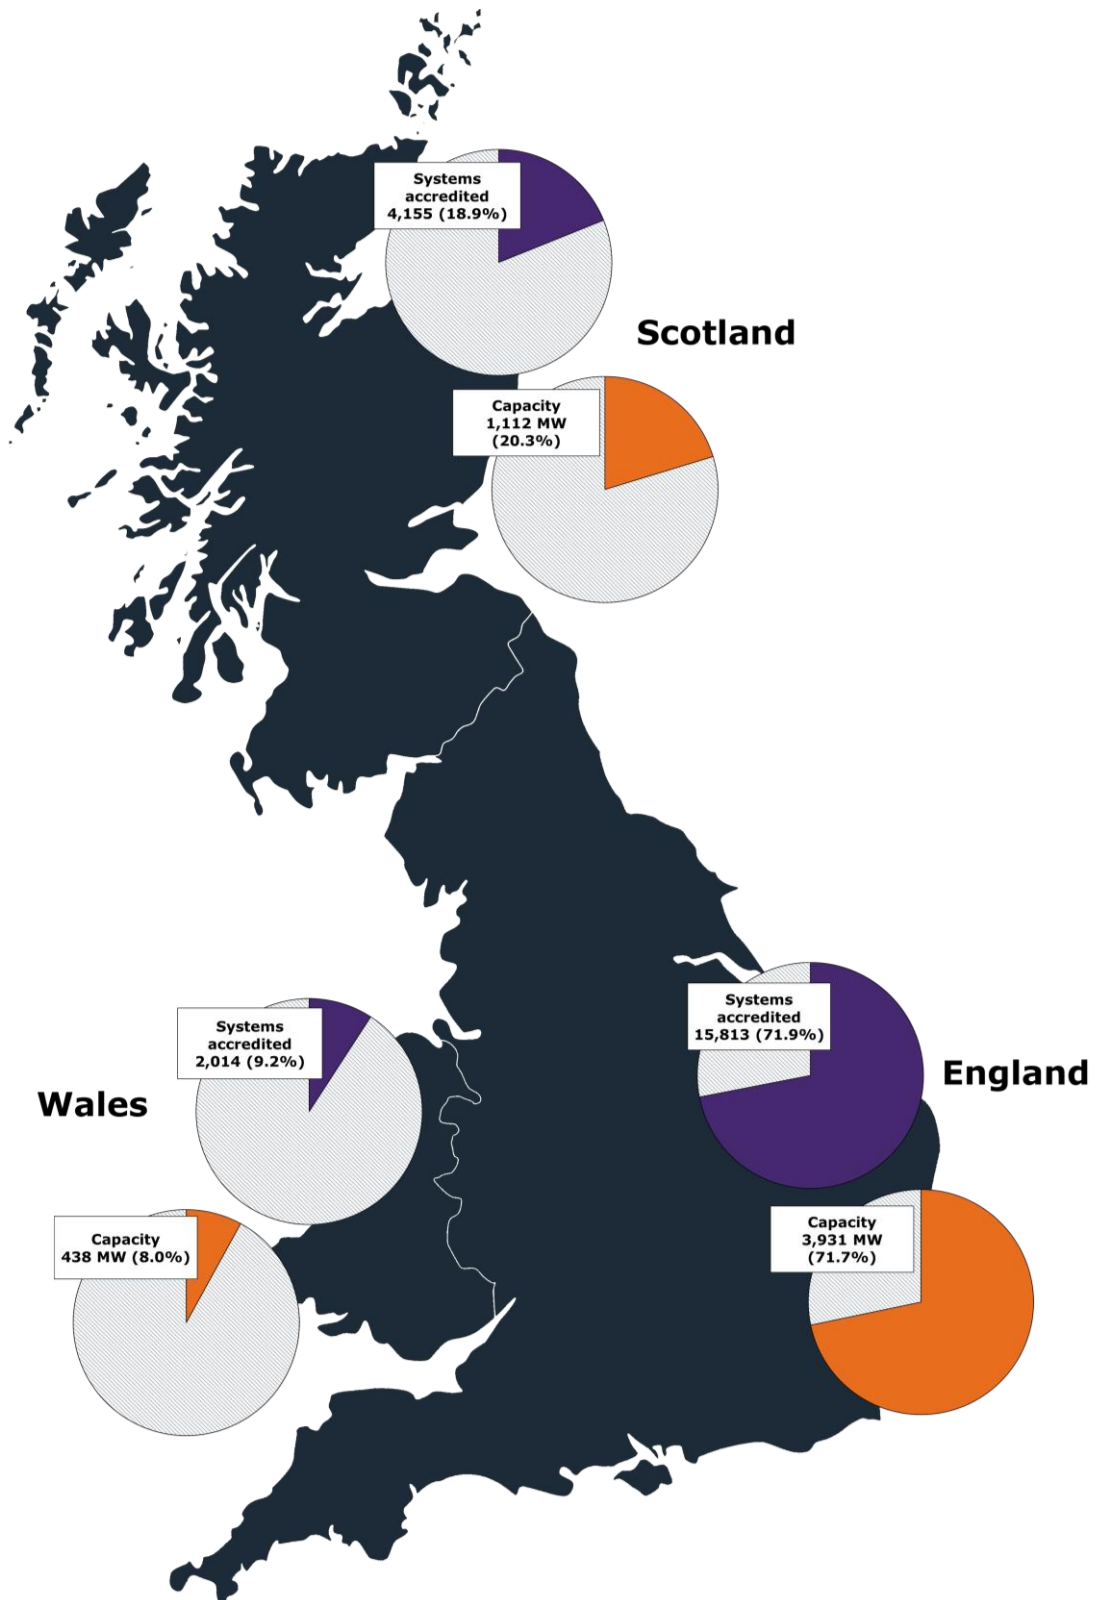 Systems
accredited
4,155 (18.9%)
Scotland
Capacity
1,112 MW
(20.3%)
Systems
accredited
15,813 (71.9%)
England
Systems
accredited
2,014 (9.2%)
Wales
Capacity
3,931 MW
(71.7%)
Capacity
438 MW (8.0%)